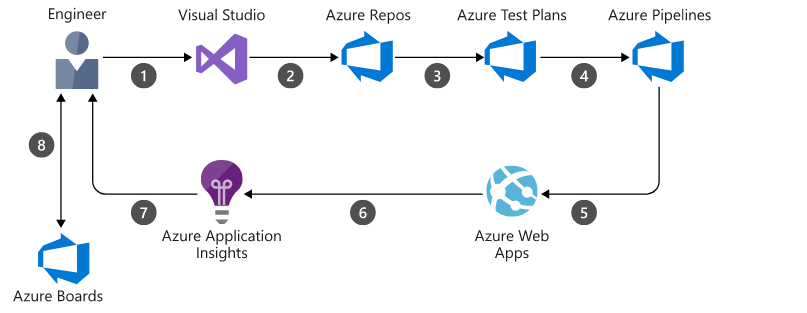 Engineer
Visual Studio
Azure Repos
Azure Test Plans
Azure Pipelines
1
2
3
4
8
7
6
5
Azure Application
Insights
Azure Web
Apps
Azure Boards